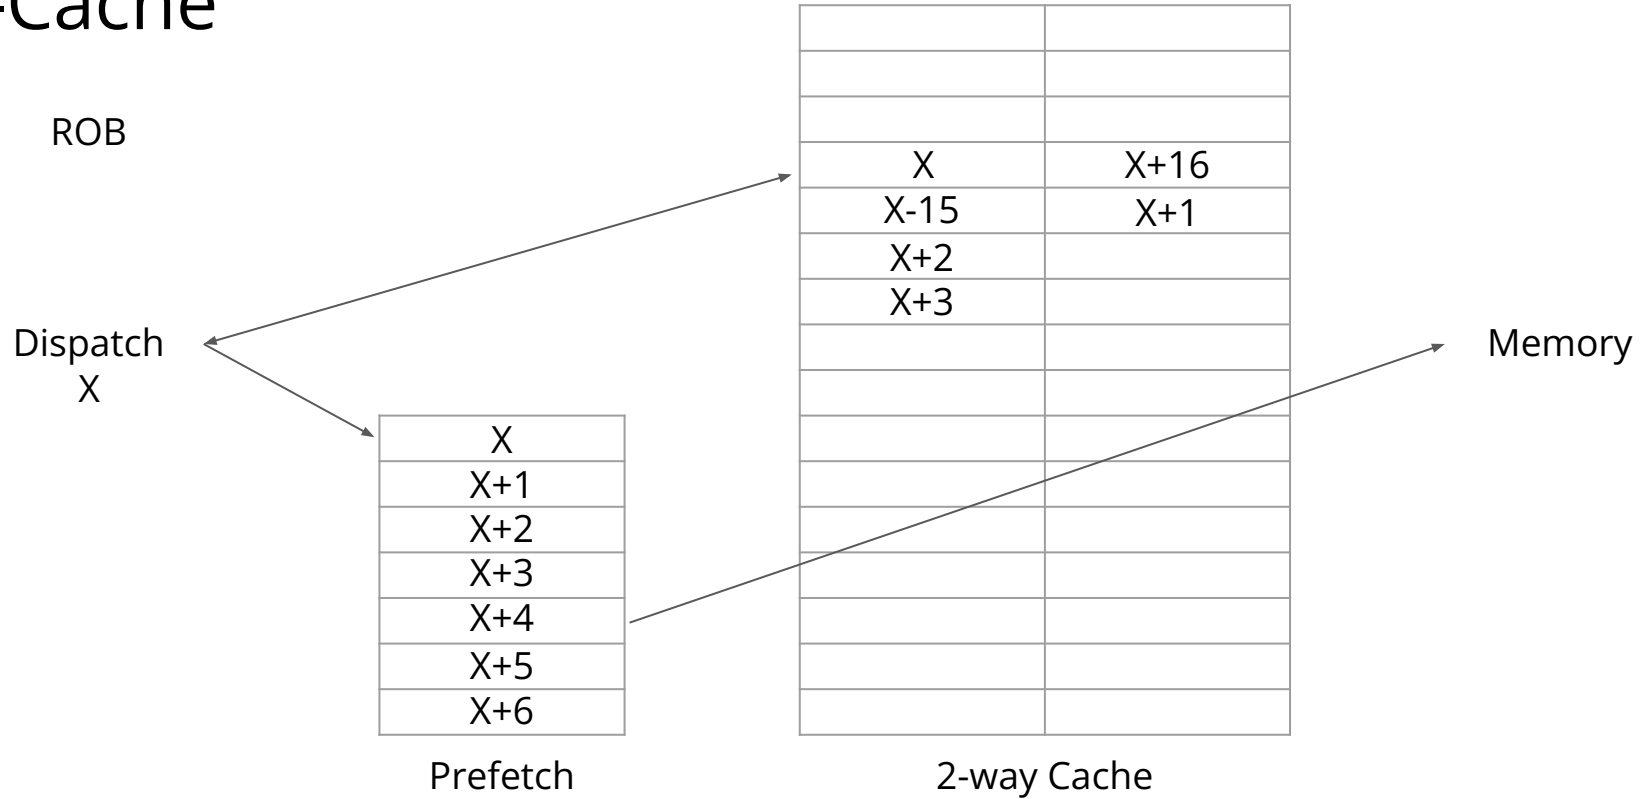 -Cache
ROB
Dispatch
X
X
X+1
X+2
X+3
X+4
X+5
X+6
Prefetch
X X+16
X-15 X+1
X+2
X+3
2-way Cache
Memory